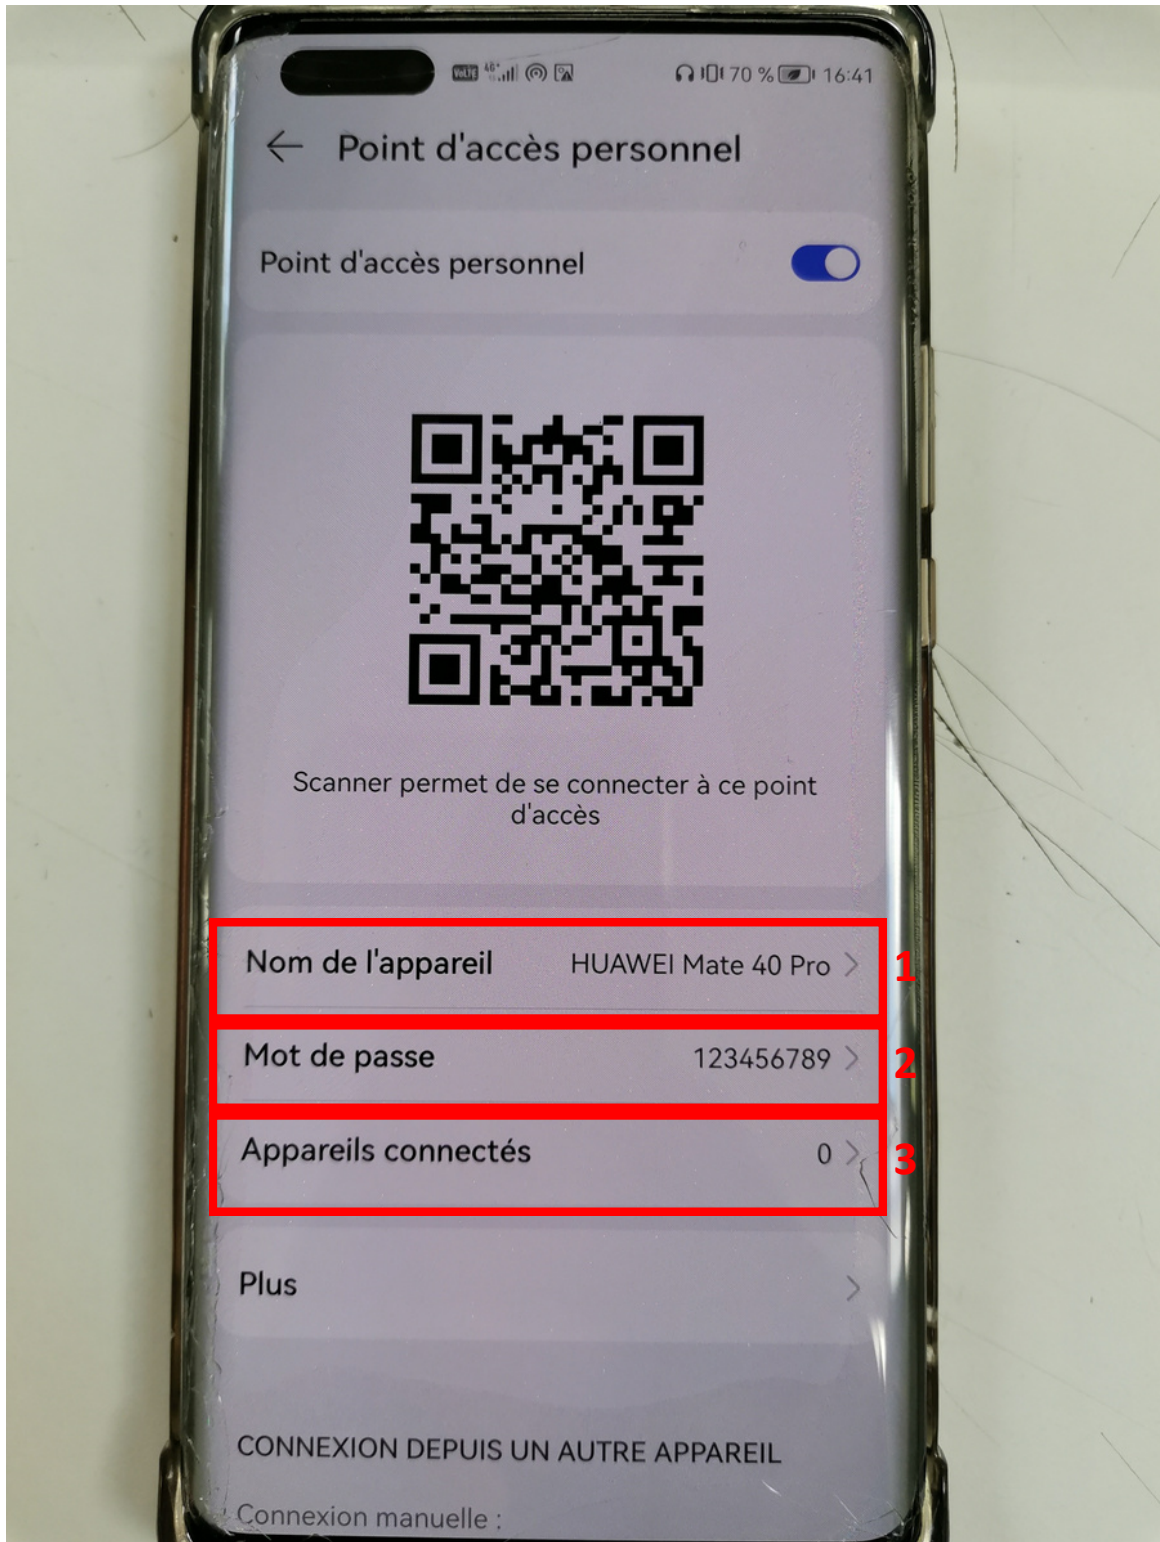 VoLTE 4G+ 70 % 16:41
Point d'accès personnel
Point d'accès personnel
Scanner permet de se connecter à ce point
d'accès
Nom de l'appareil HUAWEI Mate 40 Pro 1
Mot de passe 123456789 2
Appareils connectés 0 3
Plus
CONNEXION DEPUIS UN AUTRE APPAREIL
Connexion manuelle :